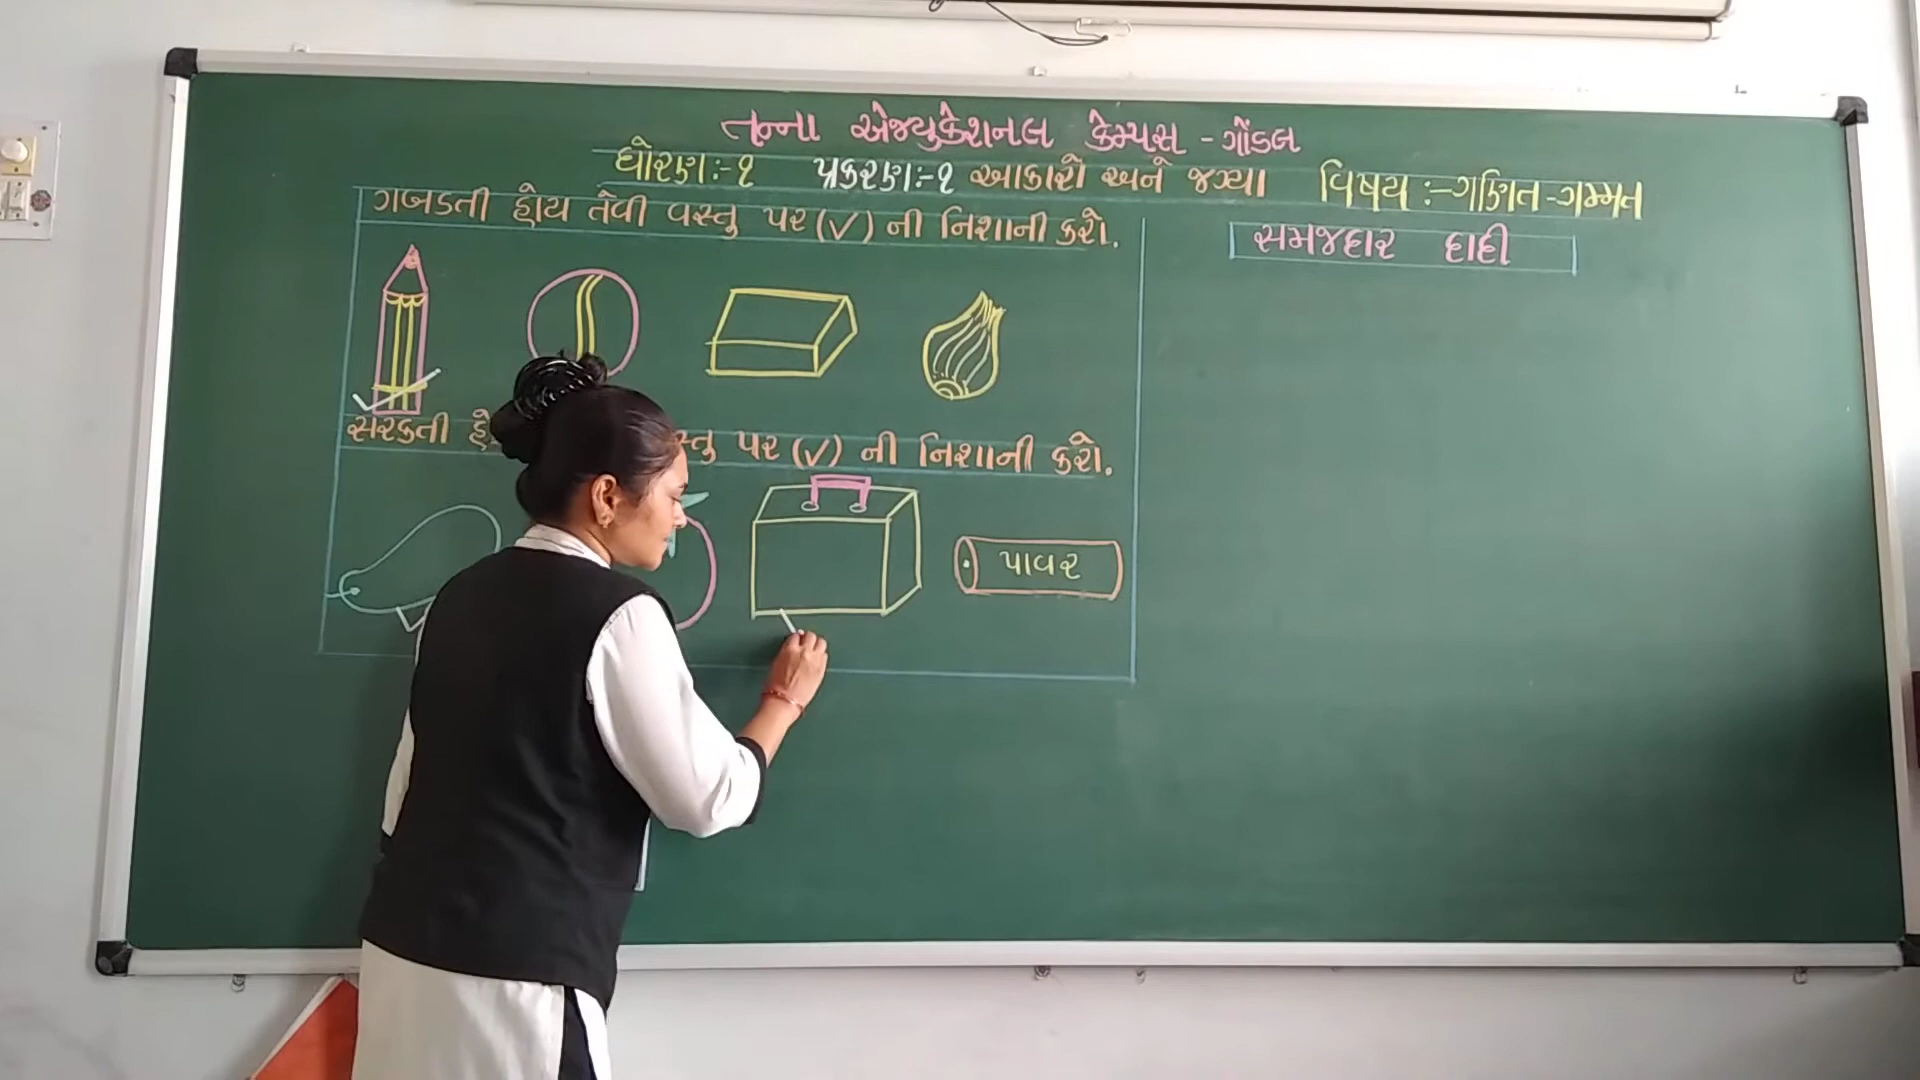 તન્ના એજ્યુકેશનલ કેમ્પસ - ગોંડલ
ધોરણ:-૧ પ્રકરણ:-૧ આકારો અને જગ્યા વિષય :- ગણિત-ગમ્મત
ગબડતી હોય તેવી વસ્તુ પર (√) ની નિશાની કરો.
સમજદાર દાદી
સરકતી પર (√) ની નિશાની કરો.
પાવર